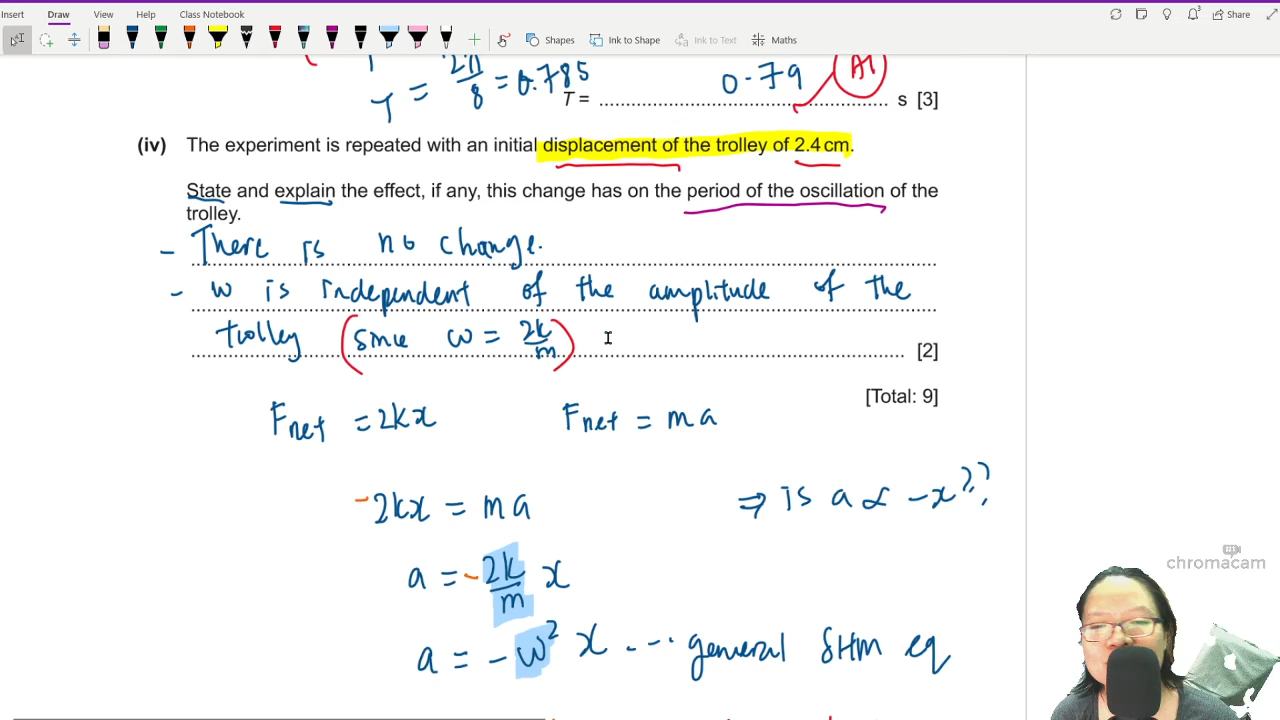 Insert Draw View Help Class Notebook Share
Shapes Ink to Shape Ink to Text Maths
T = 2π/8 = 0.785
0.79 A1
T = ........ s [3]
(iv) The experiment is repeated with an initial displacement of the trolley of 2.4 cm.
State and explain the effect, if any, this change has on the period of the oscillation of the
trolley.
- There is no change.
- ω is independent of the amplitude of the
trolley (since ω = 2k/m)
[2]
[Total: 9]
Fnet = 2kx Fnet = ma
-2kx = ma ⇒ is a ∝ -x??
a = -2k/m x
a = -ω² x ... general SHM eq
chromacam